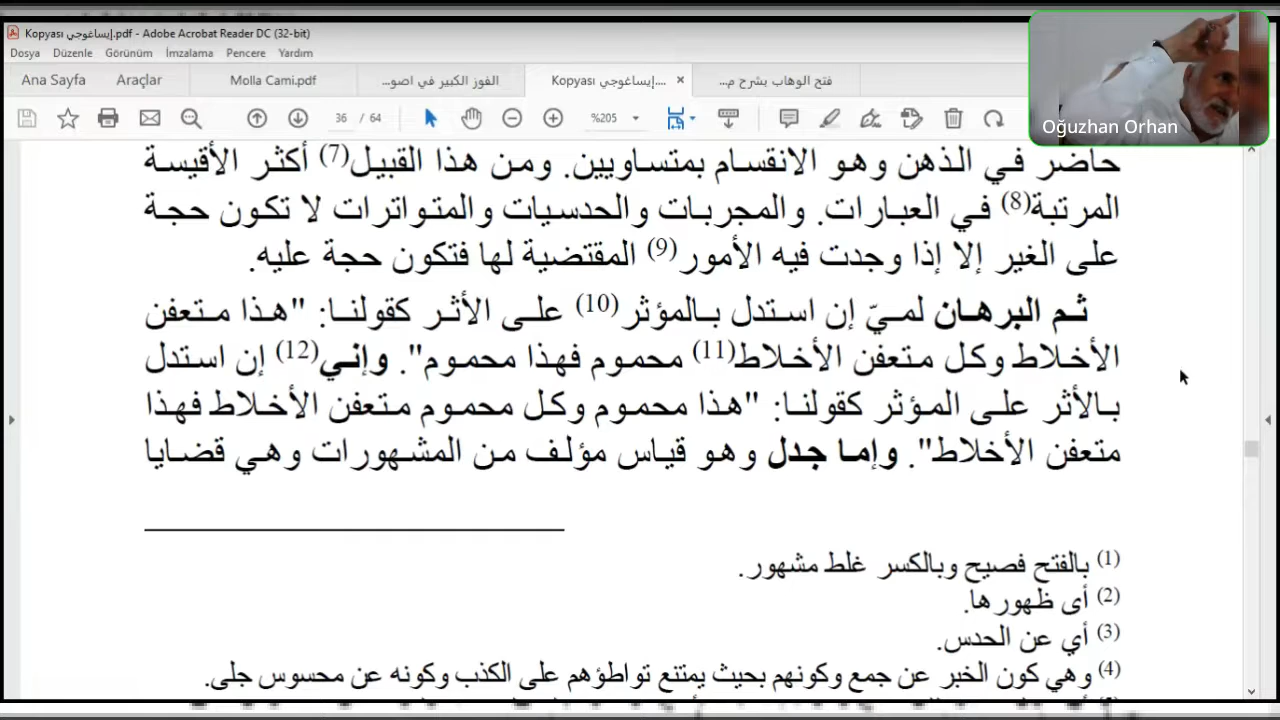 Kopyası إيساغوجي.pdf - Adobe Acrobat Reader DC (32-bit)
Dosya Düzenle Görünüm İmzalama Pencere Yardım
Ana Sayfa Araçlar Molla Cami.pdf الفوز الكبير في اصو... Kopyası إيساغوجي.... × فتح الوهاب بشرح م...
36 / 64 %205
Oğuzhan Orhan
حاضر في الذهن وهو الانقسام بمتساويين. ومن هذا القبيل(7) أكثر الأقيسة
المرتبة(8) في العبارات. والمجربات والحدسيات والمتواترات لا تكون حجة
على الغير إلا إذا وجدت فيه الأمور(9) المقتضية لها فتكون حجة عليه.
ثم البرهان لميّ إن استدل بالمؤثر(10) على الأثر كقولنا: "هذا متعفن
الأخلاط وكل متعفن الأخلاط(11) محموم فهذا محموم". وإني(12) إن استدل
بالأثر على المؤثر كقولنا: "هذا محموم وكل محموم متعفن الأخلاط فهذا
متعفن الأخلاط". وإما جدل وهو قياس مؤلف من المشهورات وهي قضايا
(1) بالفتح فصيح وبالكسر غلط مشهور.
(2) أى ظهورها.
(3) أي عن الحدس.
(4) وهي كون الخبر عن جمع وكونهم بحيث يمتنع تواطؤهم على الكذب وكونه عن محسوس جلى.